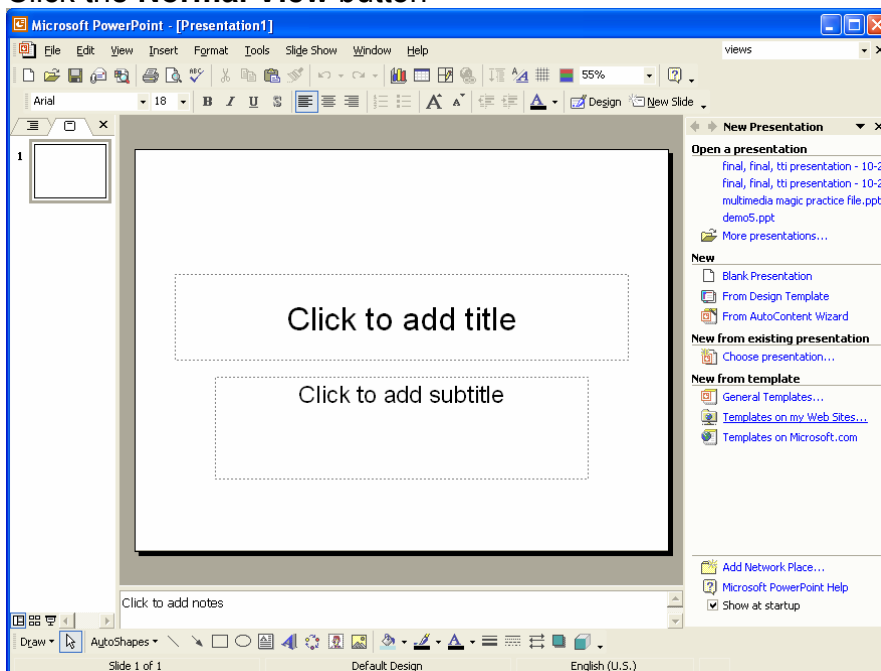 Click the Normal View button
Microsoft PowerPoint - [Presentation1]
File Edit View Insert Format Tools Slide Show Window Help
views
55%
Arial
18
B I U S
Design New Slide
1
New Presentation
Open a presentation
final, final, tti presentation - 10-2
final, final, tti presentation - 10-2
multimedia magic practice file.ppt
demo5.ppt
More presentations...
New
Blank Presentation
From Design Template
From AutoContent Wizard
New from existing presentation
Choose presentation...
New from template
General Templates...
Templates on my Web Sites...
Templates on Microsoft.com
Click to add title
Click to add subtitle
Add Network Place...
Microsoft PowerPoint Help
Show at startup
Click to add notes
Draw AutoShapes
Slide 1 of 1 Default Design English (U.S.)